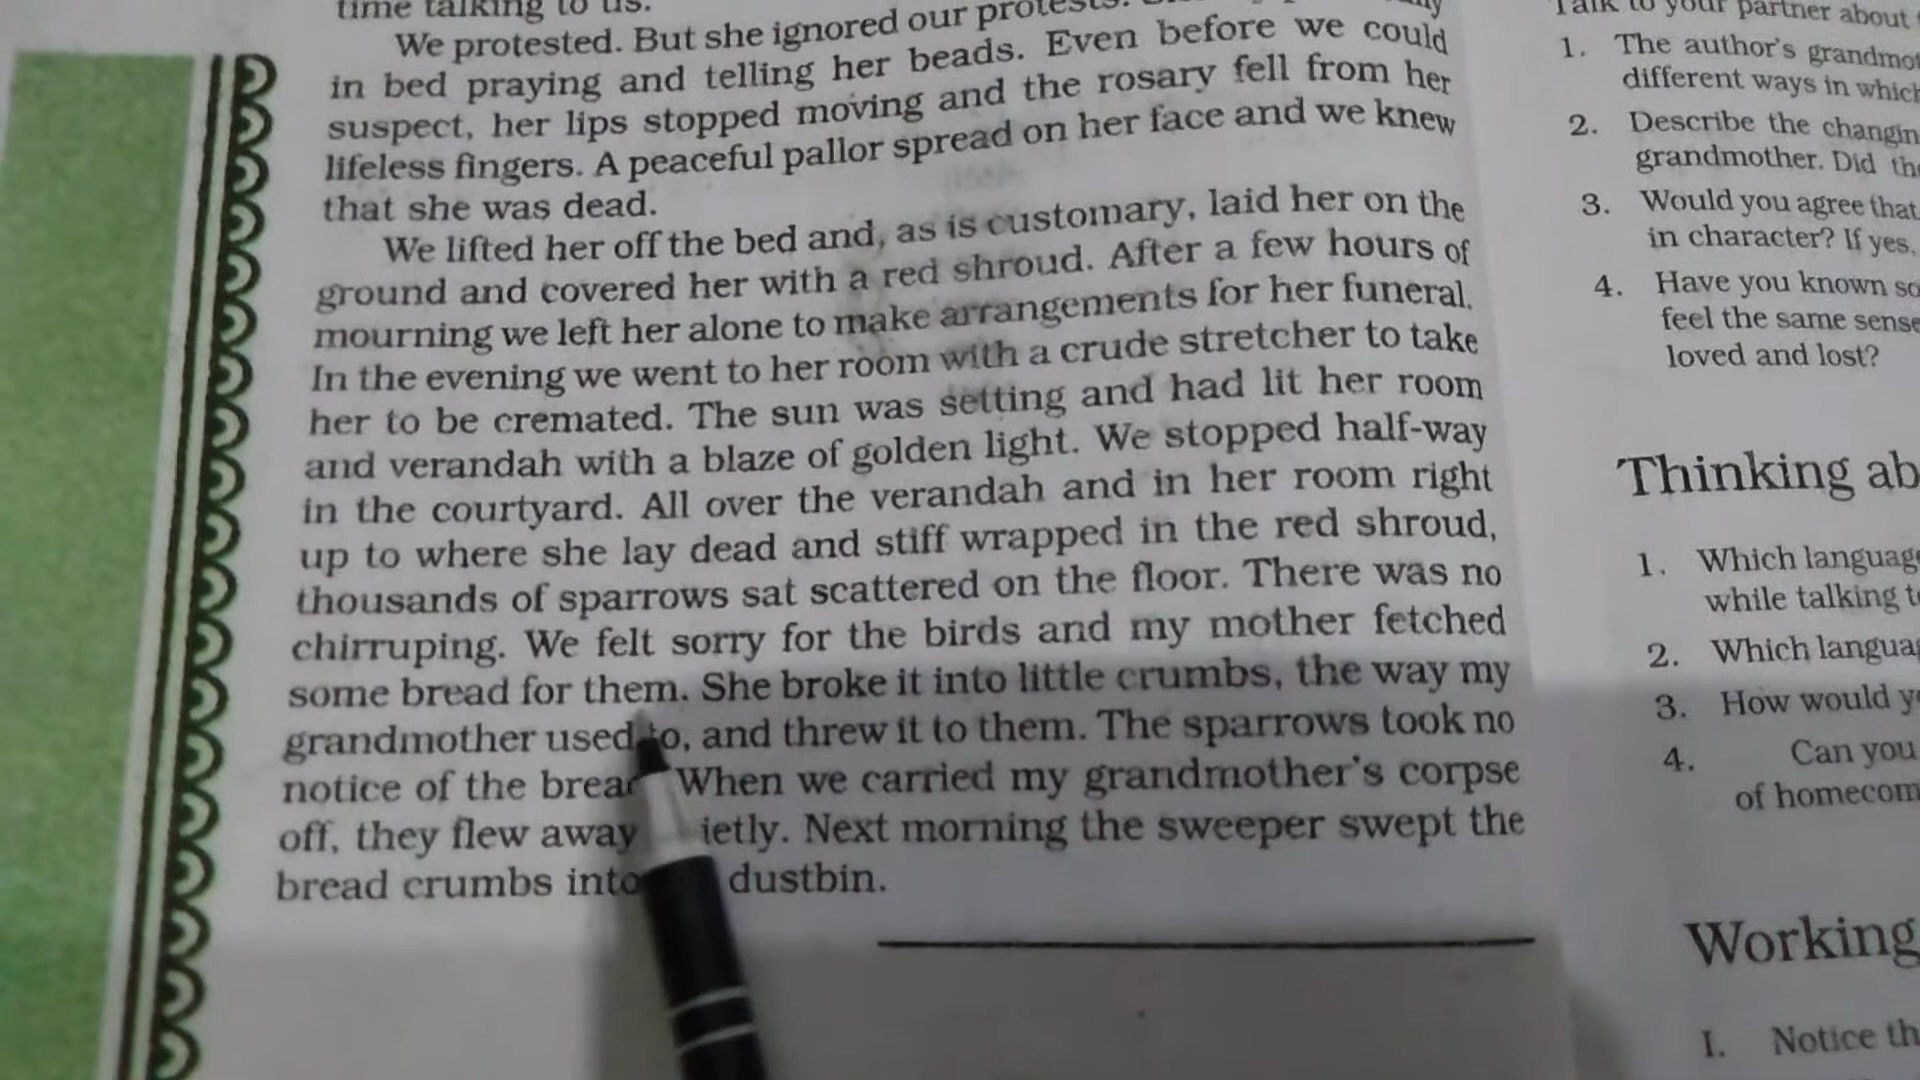 time talking to us.
We protested. But she ignored our protests.
in bed praying and telling her beads. Even before we could
suspect, her lips stopped moving and the rosary fell from her
lifeless fingers. A peaceful pallor spread on her face and we knew
that she was dead.
We lifted her off the bed and, as is customary, laid her on the
ground and covered her with a red shroud. After a few hours of
mourning we left her alone to make arrangements for her funeral.
In the evening we went to her room with a crude stretcher to take
her to be cremated. The sun was setting and had lit her room
and verandah with a blaze of golden light. We stopped half-way
in the courtyard. All over the verandah and in her room right
up to where she lay dead and stiff wrapped in the red shroud,
thousands of sparrows sat scattered on the floor. There was no
chirruping. We felt sorry for the birds and my mother fetched
some bread for them. She broke it into little crumbs, the way my
grandmother used to, and threw it to them. The sparrows took no
notice of the When we carried my grandmother's corpse
off, they flew away Next morning the sweeper swept the
bread crumbs into dustbin.
Talk to your partner about
1. The author's
different ways in which
2. Describe the
grandmother. Did
3. Would you agree that
in character? If yes,
4. Have you known
feel the same sense
loved and lost?
Thinking
1. Which
while talking
2. Which
3. How would
4. Can you
of
Working
I. Notice